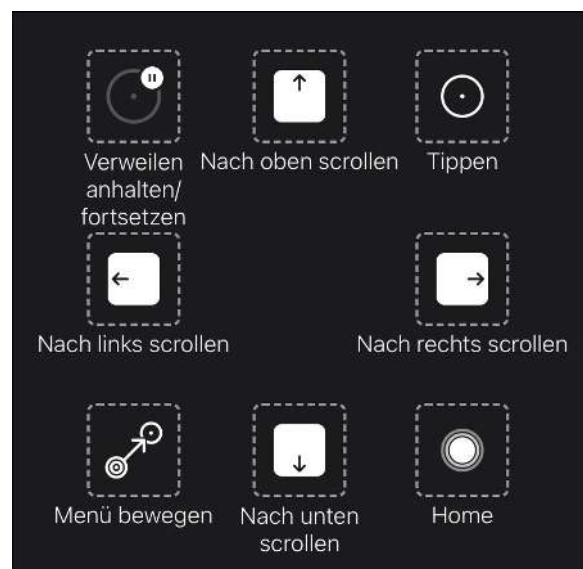 Verweilen
anhalten/
fortsetzen
Nach oben scrollen
Tippen
Nach links scrollen
Nach rechts scrollen
Menü bewegen
Nach unten
scrollen
Home